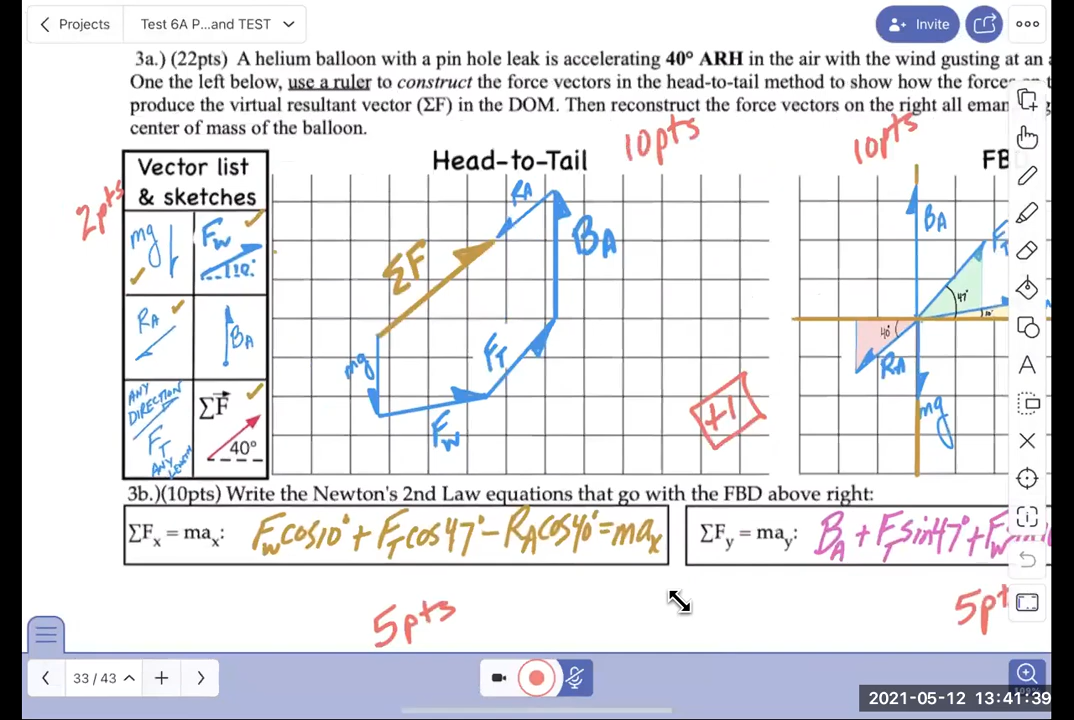 Projects
Test 6A P...and TEST
Invite
3a.) (22pts) A helium balloon with a pin hole leak is accelerating 40° ARH in the air with the wind gusting at an
One the left below, use a ruler to construct the force vectors in the head-to-tail method to show how the forces
produce the virtual resultant vector (ΣF) in the DOM. Then reconstruct the force vectors on the right all eman
center of mass of the balloon.
10pts
10pts
2pts
Vector list
& sketches
Head-to-Tail
FB
mg
Fw
10°
RA
BA
ANY
DIRECTION
FT
ANY
LENGTH
ΣF
40°
RA
BA
ΣF
mg
FT
Fw
+1
BA
47°
40°
RA
mg
3b.)(10pts) Write the Newton's 2nd Law equations that go with the FBD above right:
ΣFx = max: Fwcos10° + FTcos47° − RAcos40° = max
ΣFy = may: BA + FTsin47° + Fw
5pts
5pt
33 / 43
2021-05-12 13:41:39